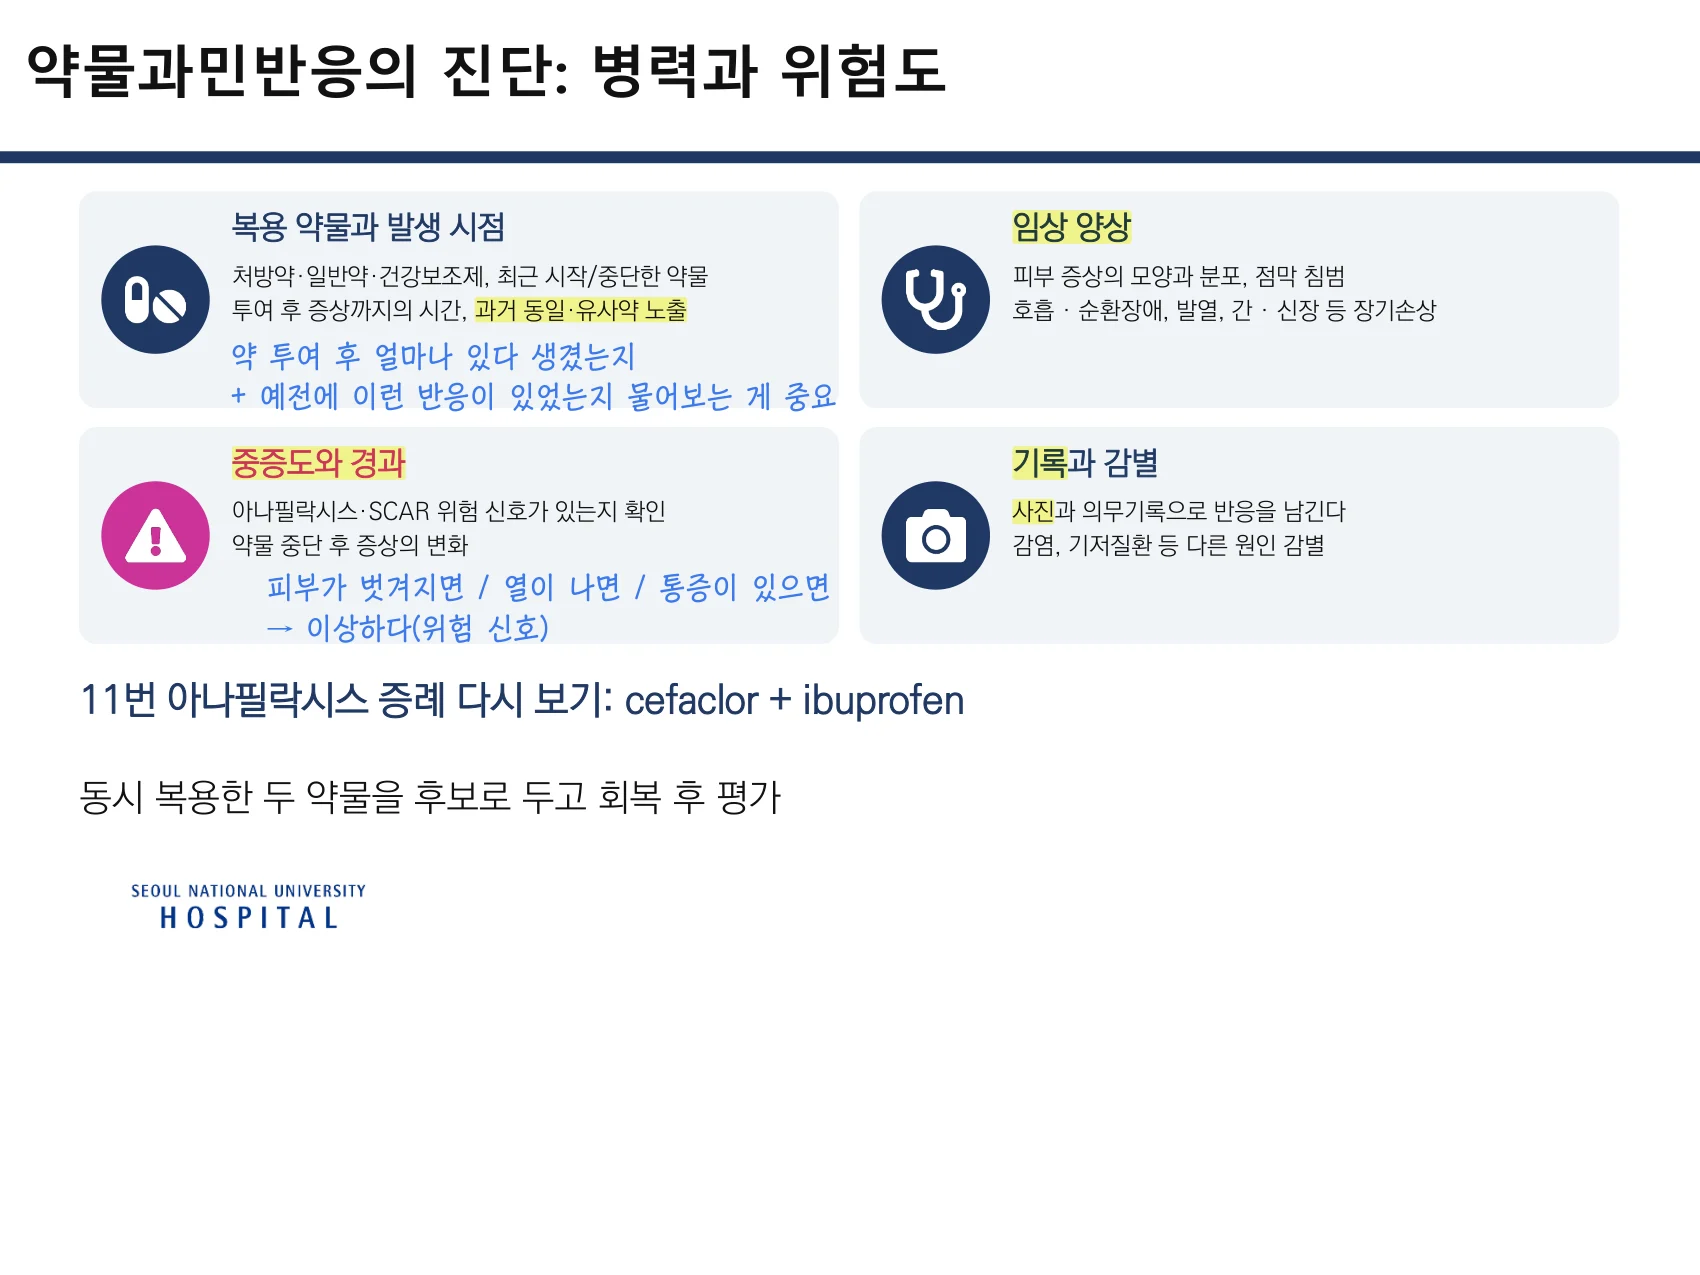 약물과민반응의 진단: 병력과 위험도
복용 약물과 발생 시점
처방약·일반약·건강보조제, 최근 시작/중단한 약물
투여 후 증상까지의 시간, 과거 동일·유사약 노출
약 투여 후 얼마나 있다 생겼는지
+ 예전에 이런 반응이 있었는지 물어보는 게 중요
임상 양상
피부 증상의 모양과 분포, 점막 침범
호흡 · 순환장애, 발열, 간 · 신장 등 장기손상
중증도와 경과
아나필락시스·SCAR 위험 신호가 있는지 확인
약물 중단 후 증상의 변화
피부가 벗겨지면 / 열이 나면 / 통증이 있으면
→ 이상하다(위험 신호)
기록과 감별
사진과 의무기록으로 반응을 남긴다
감염, 기저질환 등 다른 원인 감별
11번 아나필락시스 증례 다시 보기: cefaclor + ibuprofen
동시 복용한 두 약물을 후보로 두고 회복 후 평가
SEOUL NATIONAL UNIVERSITY
HOSPITAL